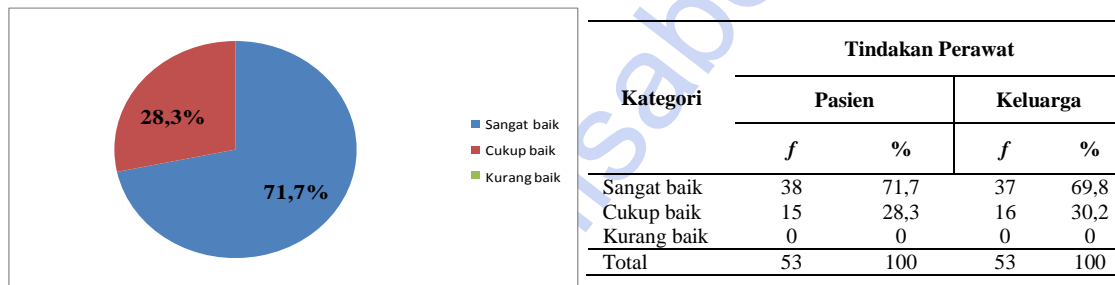 28,3%
71,7%
Sangat baik
Cukup baik
Kurang baik
Tindakan Perawat
Kategori Pasien Keluarga
f % f %
Sangat baik 38 71,7 37 69,8
Cukup baik 15 28,3 16 30,2
Kurang baik 0 0 0 0
Total 53 100 53 100